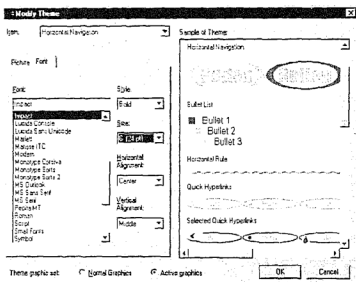 Modify Theme
Item: Horizontal Navigation
Sample of Theme:
Horizontal Navigation
Picture Font
Font: Style:
Impact Bold
Impact
Lucida Console
Lucida Sans Unicode
Marlett
Matisse ITC
Modern
Monotype Corsiva
Monotype Sorts
Monotype Sorts 2
MS Outlook
MS Sans Serif
MS Serif
Roman
Script
Small Fonts
Symbol
Size:
Horizontal
Alignment:
Center
Vertical
Alignment:
Middle
Bullet List
Bullet 1
Bullet 2
Bullet 3
Horizontal Rule
Quick Hyperlinks
Selected Quick Hyperlinks
Theme graphic set: Normal Graphics Active graphics
OK Cancel